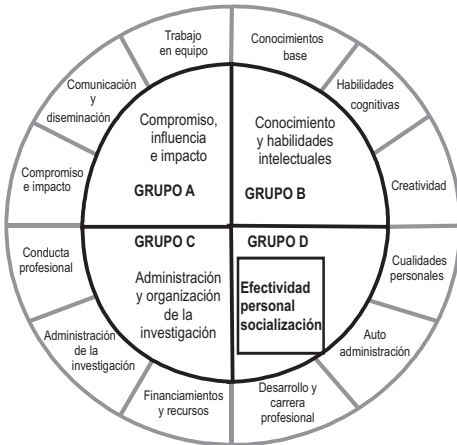 Trabajo
en equipo
Conocimientos
base
Comunicación
y
diseminación
Habilidades
cognitivas
Compromiso,
influencia
e impacto
GRUPO A
Conocimiento
y habilidades
intelectuales
GRUPO B
Compromiso
e impacto
Creatividad
Conducta
profesional
GRUPO C
Administración
y organización
de la
investigación
GRUPO D
Efectividad
personal
socialización
Cualidades
personales
Administración
de la
investigación
Auto
administración
Financiamientos
y recursos
Desarrollo y
carrera
profesional